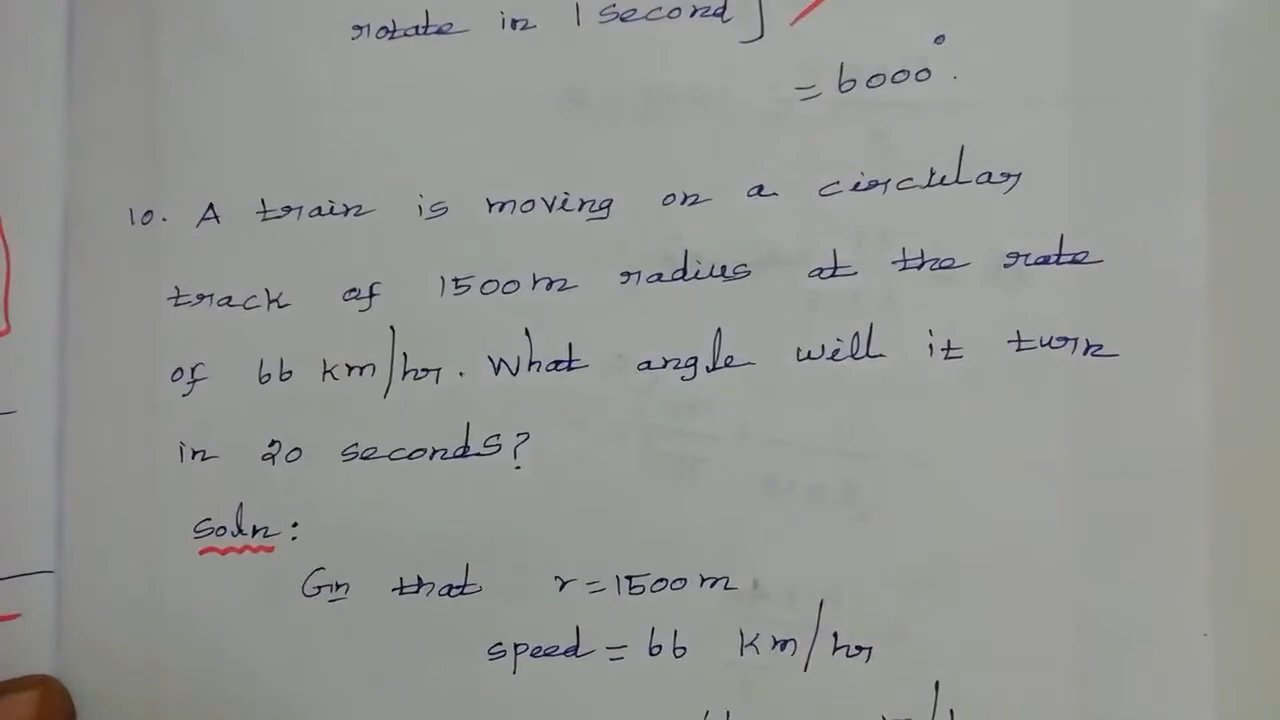 rotate in 1 second]
= 6000°.
10. A train is moving on a circular
track of 1500m radius at the rate
of 66 km/hr. What angle will it turn
in 20 seconds?
Soln:
Gn that r = 1500 m
speed = 66 km/hr